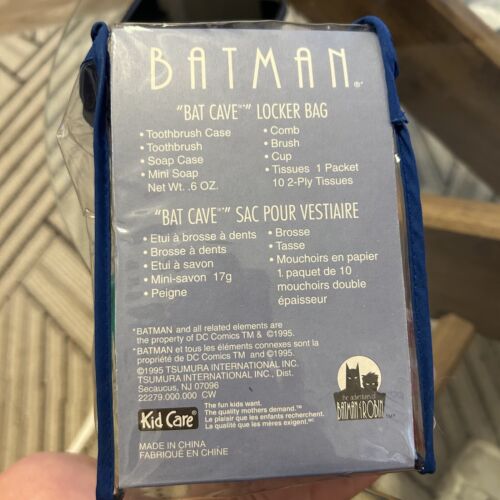 BATMAN®*
"BAT CAVE™*" LOCKER BAG
• Toothbrush Case
• Toothbrush
• Soap Case
• Mini Soap
Net Wt. .6 OZ.
• Comb
• Brush
• Cup
• Tissues 1 Packet
10 2-Ply Tissues
"BAT CAVE™*" SAC POUR VESTIAIRE
• Etui à brosse à dents
• Brosse à dents
• Etui à savon
• Mini-savon 17g
• Peigne
• Brosse
• Tasse
• Mouchoirs en papier
1 paquet de 10
mouchoirs double
épaisseur
*BATMAN and all related elements are
the property of DC Comics TM & ©1995.
*BATMAN et tous les éléments connexes sont la
propriété de DC Comics TM and ©1995.
©1995 TSUMURA INTERNATIONAL INC.
TSUMURA INTERNATIONAL INC., Dist.
Secaucus, NJ 07096
22279.000.000 CW
Kid Care®
The fun kids want.
The quality mothers demand.™
Le plaisir que les enfants recherchent.
La qualité que les mères exigent.™
MADE IN CHINA
FABRIQUÉ EN CHINE
the adventures of
BATMAN & ROBIN™